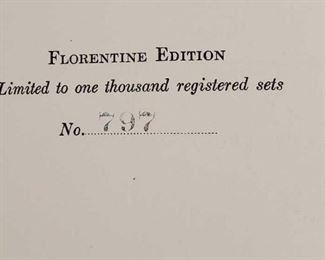 Florentine Edition
Limited to one thousand registered sets
No. 797